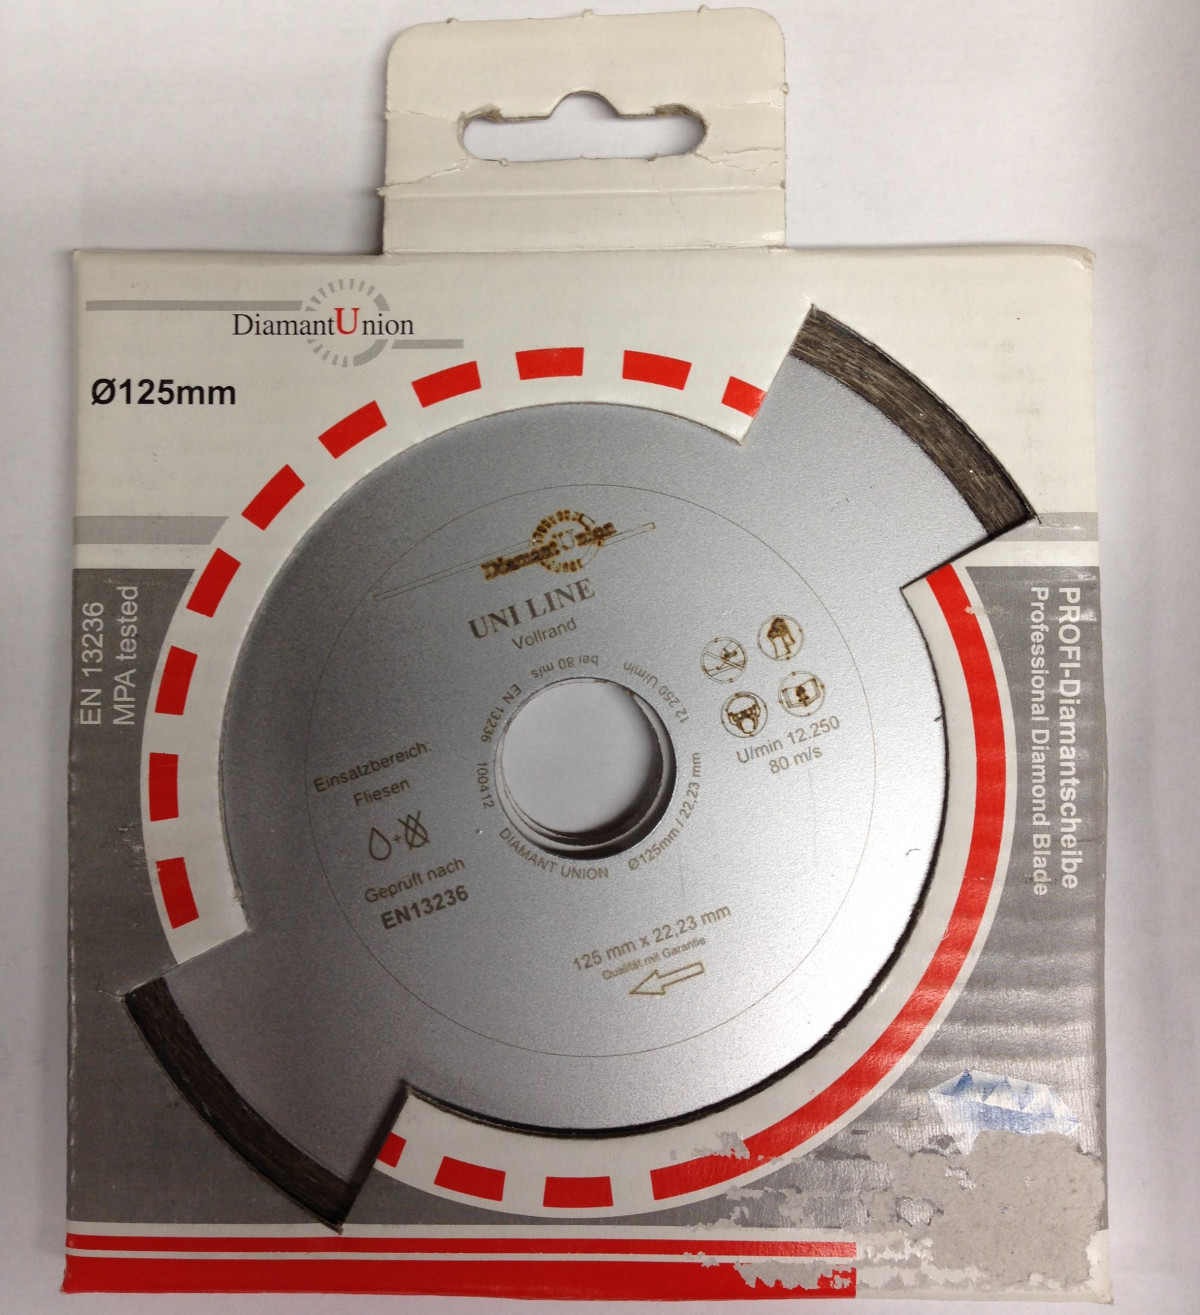 DiamantUnion
Ø125mm
EN 13236
MPA tested
PROFI-Diamantscheibe
Professional Diamond Blade
Diamant Union
UNI LINE
Vollrand
Einsatzbereich:
Fliesen
+
Geprüft nach
EN13236
U/min 12.250
80 m/s
125 mm x 22,23 mm
Qualität mit Garantie
DIAMANT UNION Ø125mm / 22,23 mm 12.250 U/min bei 80 m/s EN 13236 100412